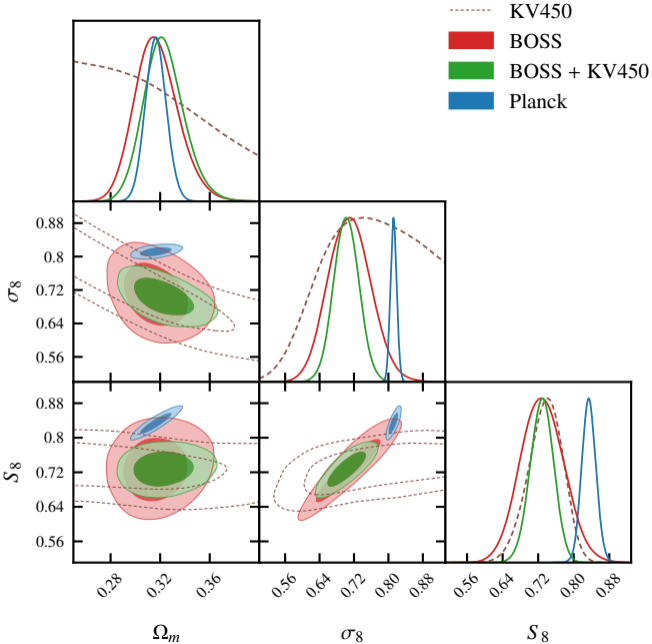 KV450
BOSS
BOSS + KV450
Planck
0.88
0.8
0.72
0.64
0.56
σ₈
0.88
0.8
0.72
0.64
0.56
S₈
0.28 0.32 0.36 0.56 0.64 0.72 0.80 0.88 0.56 0.64 0.72 0.80 0.88
Ωₘ σ₈ S₈